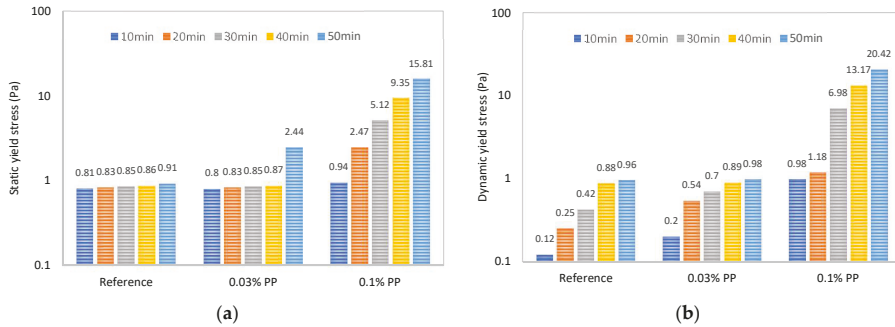 100
10min 20min 30min 40min 50min
15.81
9.35
5.12
2.44 2.47
0.81 0.83 0.85 0.86 0.91 0.8 0.83 0.85 0.87 0.94
10
1
0.1
Static yield stress (Pa)
Reference 0.03% PP 0.1% PP
(a)
100
10min 20min 30min 40min 50min
20.42
13.17
6.98
0.88 0.96 0.89 0.98 0.98 1.18
0.54 0.7
0.42
0.25
0.2
0.12
10
1
0.1
Dynamic yield stress (Pa)
Reference 0.03% PP 0.1% PP
(b)